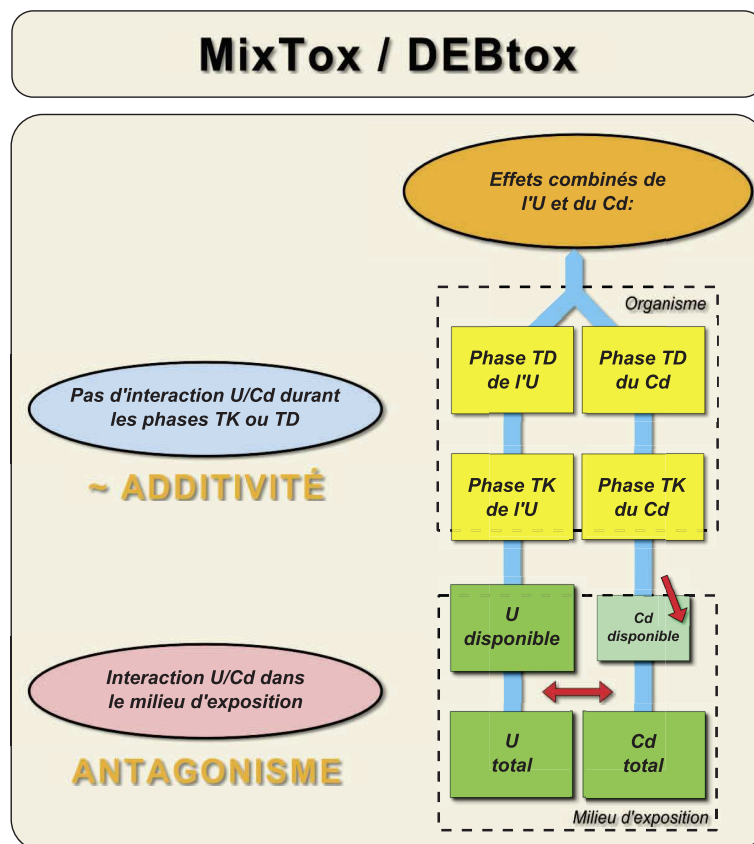 MixTox / DEBtox
Effets combinés de
l'U et du Cd:
Organisme
Phase TD
de l'U
Phase TD
du Cd
Pas d'interaction U/Cd durant
les phases TK ou TD
~ ADDITIVITÉ
Phase TK
de l'U
Phase TK
du Cd
U
disponible
Cd
disponible
Interaction U/Cd dans
le milieu d'exposition
ANTAGONISME
U
total
Cd
total
Milieu d'exposition